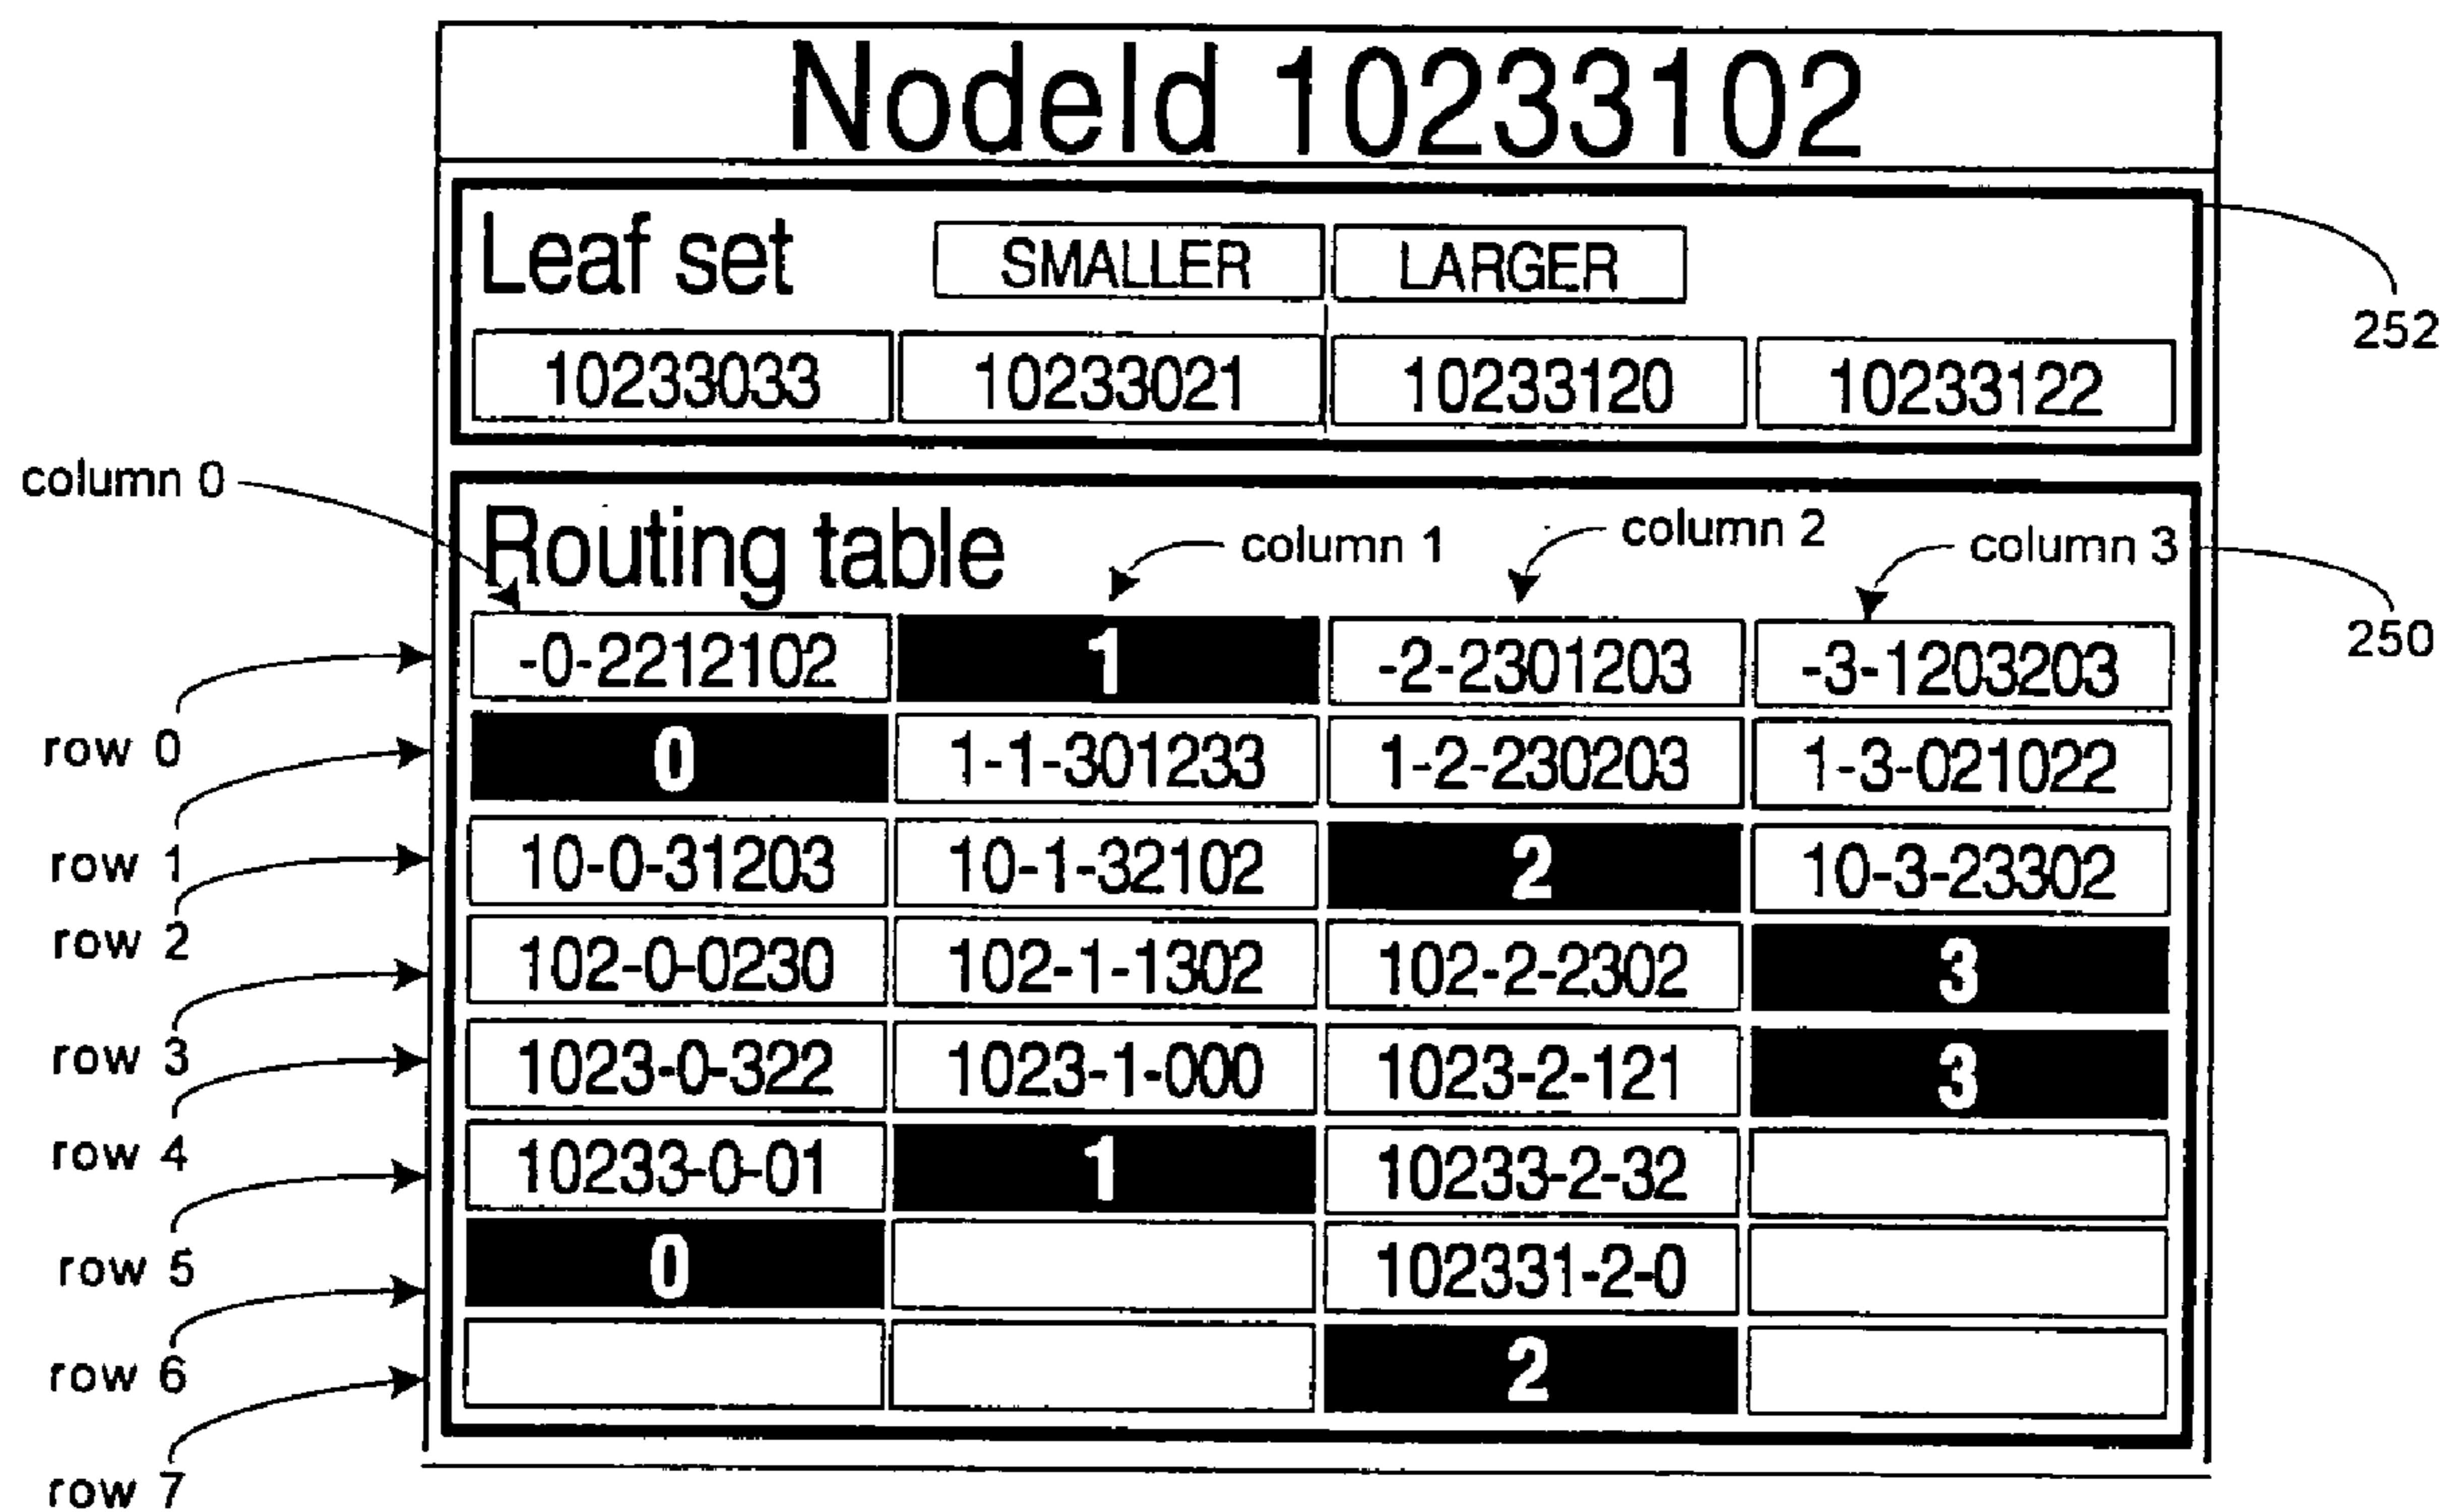 NodeId 10233102
Leaf set SMALLER LARGER
252
10233033 10233021 10233120 10233122
column 0
Routing table column 1 column 2 column 3
250
-0-2212102 1 -2-2301203 -3-1203203
row 0
0 1-1-301233 1-2-230203 1-3-021022
row 1
10-0-31203 10-1-32102 2 10-3-23302
row 2
102-0-0230 102-1-1302 102-2-2302 3
row 3
1023-0-322 1023-1-000 1023-2-121 3
row 4
10233-0-01 1 10233-2-32
row 5
0 102331-2-0
row 6
2
row 7